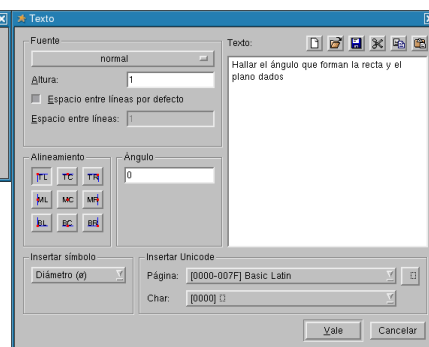 Texto
Fuente
normal
Altura:
1
Espacio entre líneas por defecto
Espacio entre líneas:
1
Texto:
Hallar el ángulo que forman la recta y el
plano dados
Alineamiento
TL TC TR
ML MC MR
BL BC BR
Ángulo
0
Insertar símbolo
Diámetro (ø)
Insertar Unicode
Página: [0000-007F] Basic Latin
Char: [0000]
Vale
Cancelar